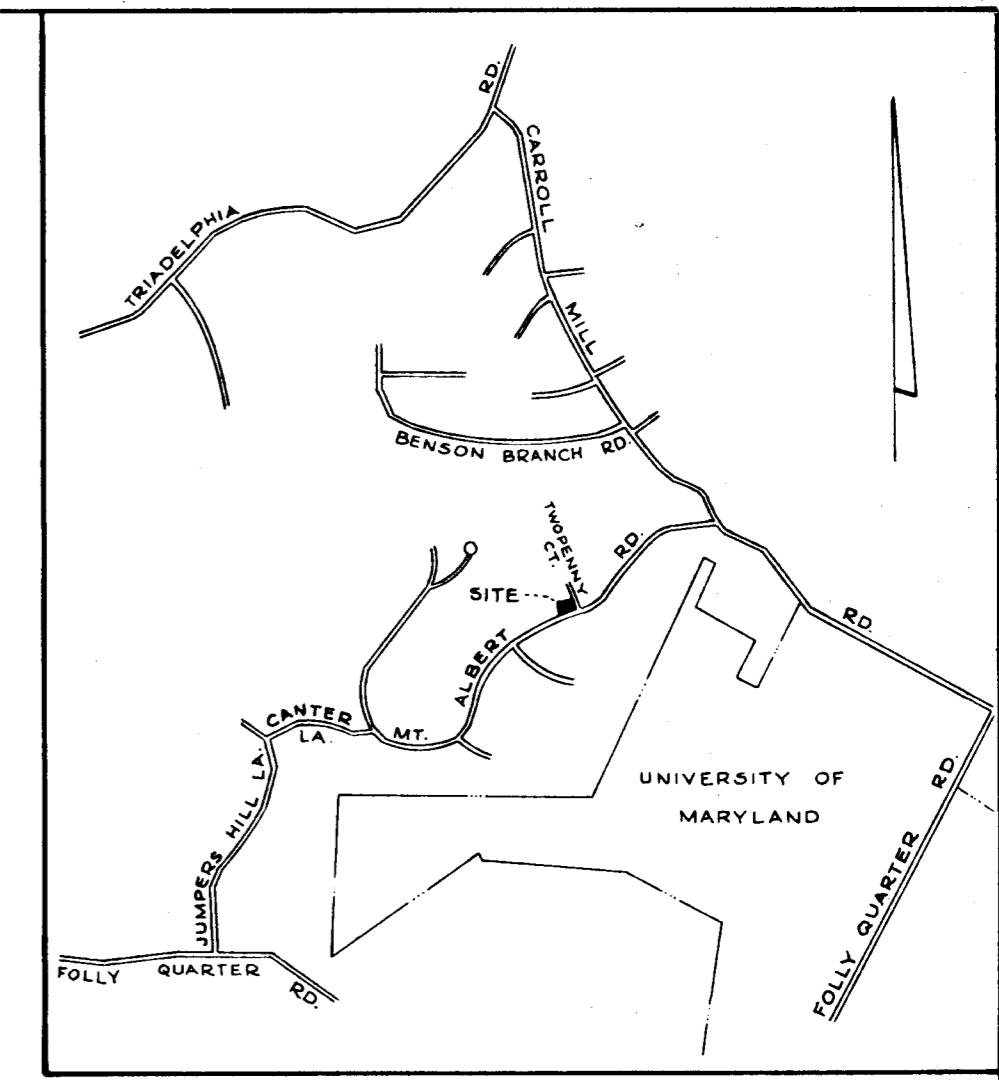 TRIADELPHIA RD.
CARROLL MILL RD.
BENSON BRANCH RD.
TWOPENNY
CT.
SITE
MT. ALBERT RD.
CANTER
LA.
JUMPERS HILL LA.
UNIVERSITY OF
MARYLAND
FOLLY QUARTER RD.
FOLLY QUARTER RD.